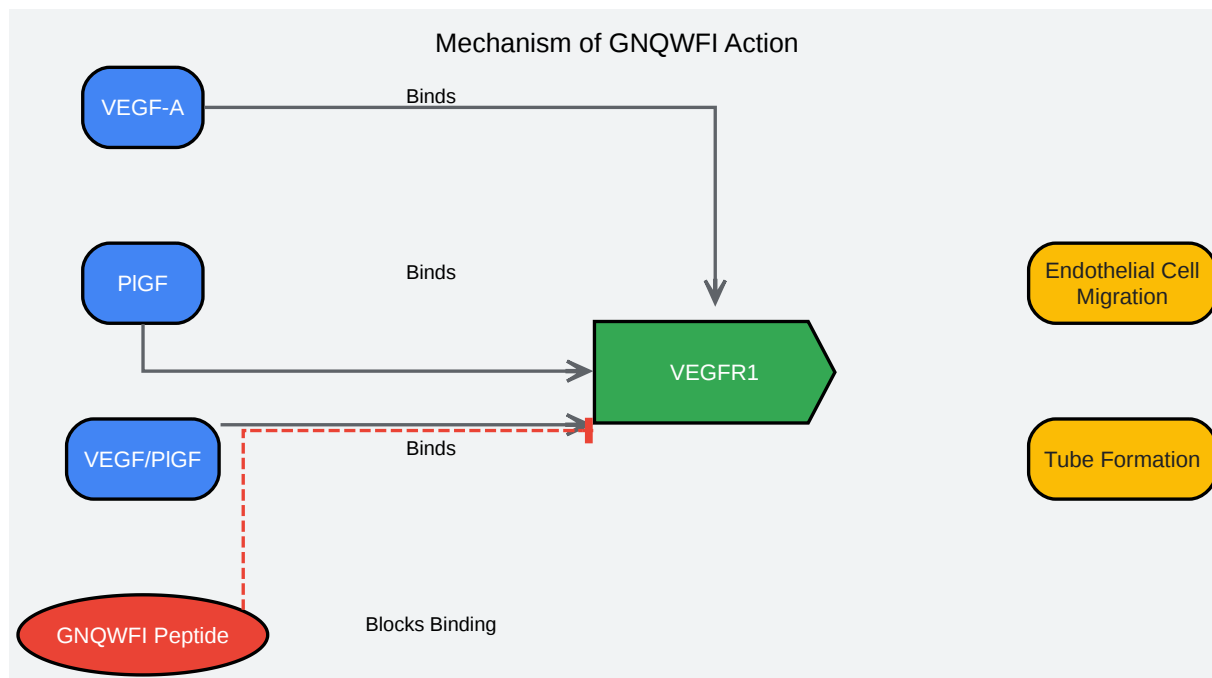 Mechanism of GNQWFI Action
VEGF-A
Binds
PlGF
Binds
Endothelial Cell
Migration
VEGFR1
VEGF/PlGF
Binds
Tube Formation
GNQWFI Peptide
Blocks Binding